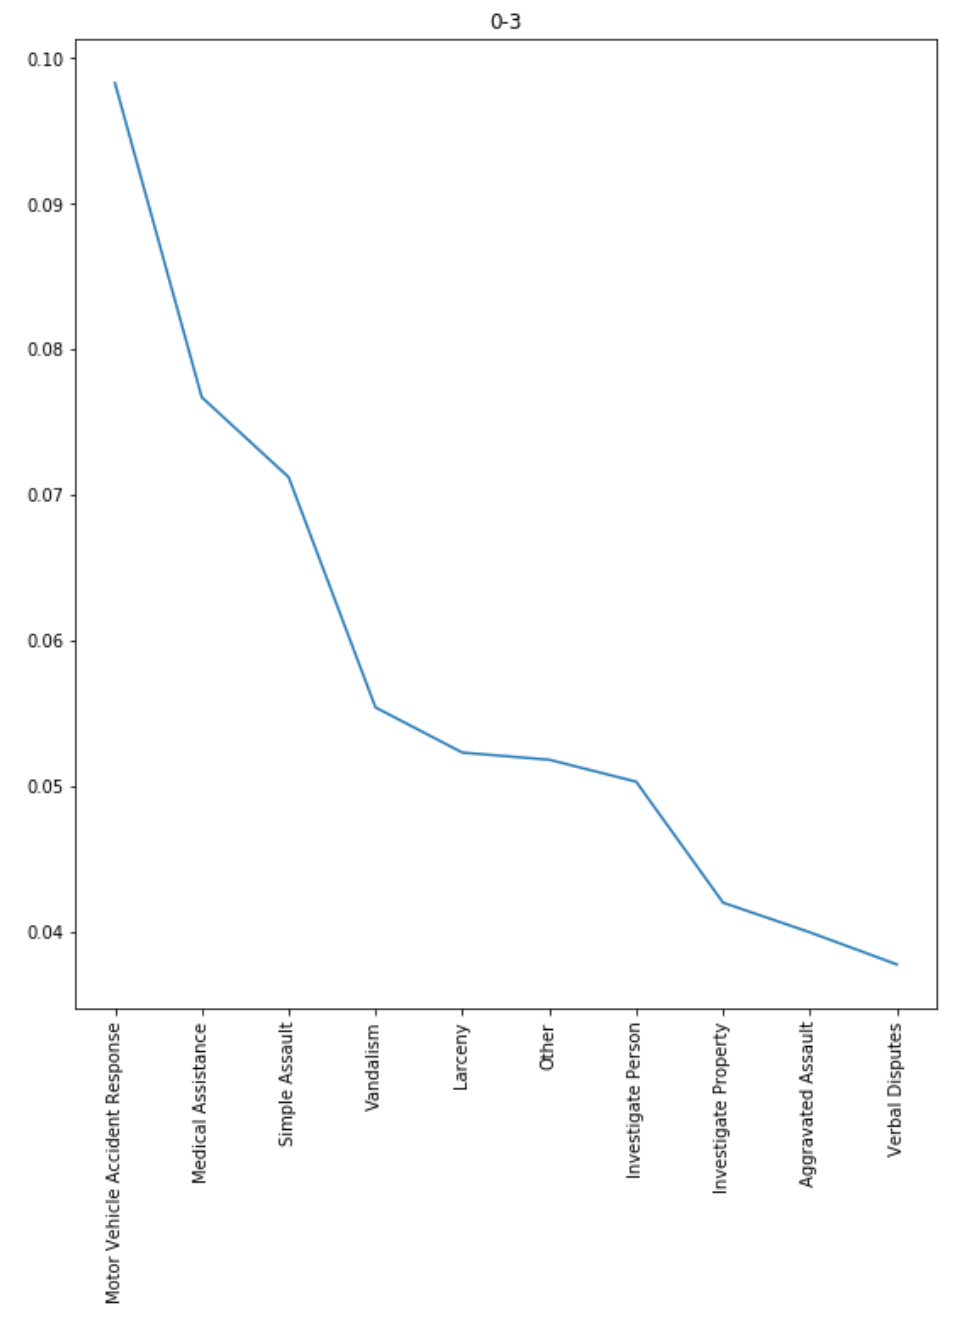 0-3
0.10
0.09
0.08
0.07
0.06
0.05
0.04
Motor Vehicle Accident Response
Medical Assistance
Simple Assault
Vandalism
Larceny
Other
Investigate Person
Investigate Property
Aggravated Assault
Verbal Disputes